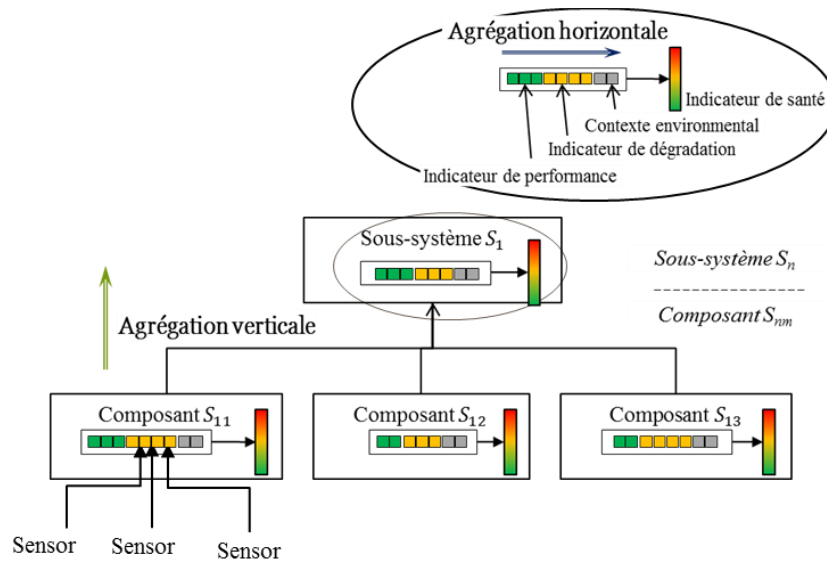 Agrégation horizontale
Indicateur de santé
Contexte environmental
Indicateur de dégradation
Indicateur de performance
Sous-système S₁
Sous-système Sₙ
----------------
Composant Sₙₘ
Agrégation verticale
Composant S₁₁
Composant S₁₂
Composant S₁₃
Sensor
Sensor
Sensor